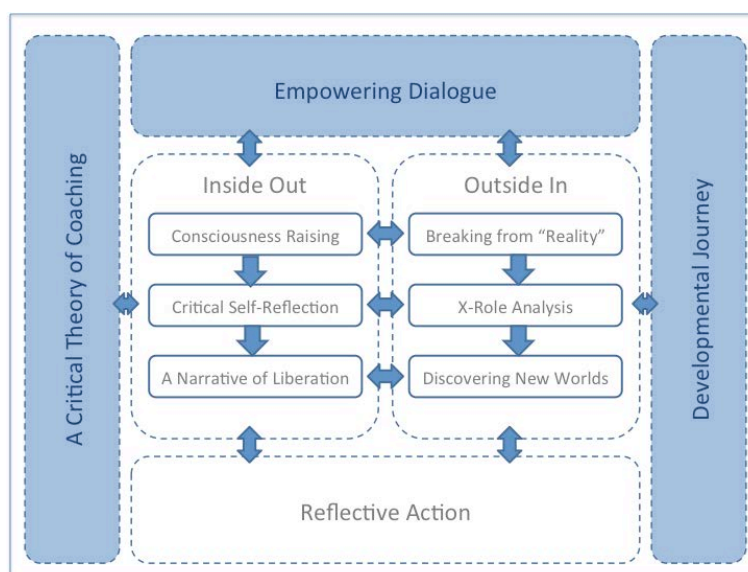 A Critical Theory of Coaching
Empowering Dialogue
Developmental Journey
Inside Out
Consciousness Raising
Critical Self-Reflection
A Narrative of Liberation
Outside In
Breaking from “Reality”
X-Role Analysis
Discovering New Worlds
Reflective Action